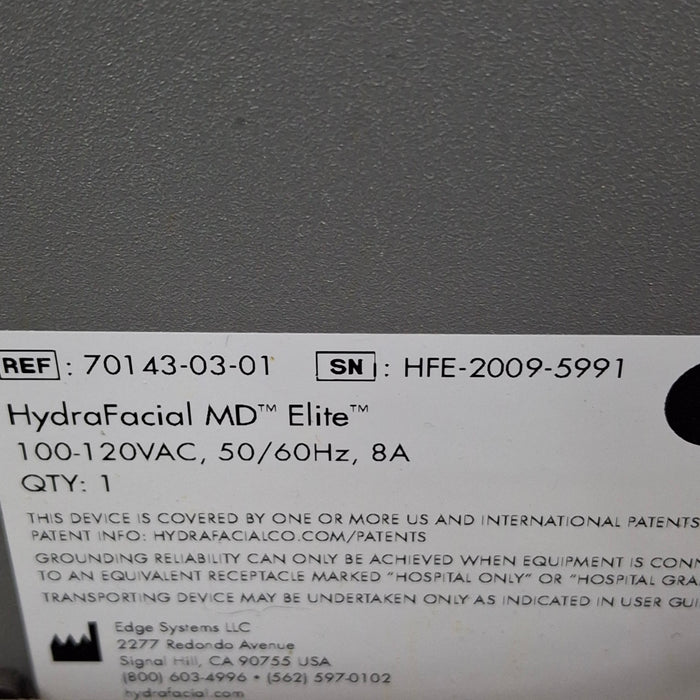 REF : 70143-03-01 SN : HFE-2009-5991
HydraFacial MD™ Elite™
100-120VAC, 50/60Hz, 8A
QTY: 1
THIS DEVICE IS COVERED BY ONE OR MORE US AND INTERNATIONAL PATENTS
PATENT INFO: HYDRAFACIALCO.COM/PATENTS
GROUNDING RELIABILITY CAN ONLY BE ACHIEVED WHEN EQUIPMENT IS CONN
TO AN EQUIVALENT RECEPTACLE MARKED "HOSPITAL ONLY" OR "HOSPITAL GRA
TRANSPORTING DEVICE MAY BE UNDERTAKEN ONLY AS INDICATED IN USER GUI
Edge Systems LLC
2277 Redondo Avenue
Signal Hill, CA 90755 USA
(800) 603-4996 • (562) 597-0102
hydrafacial.com